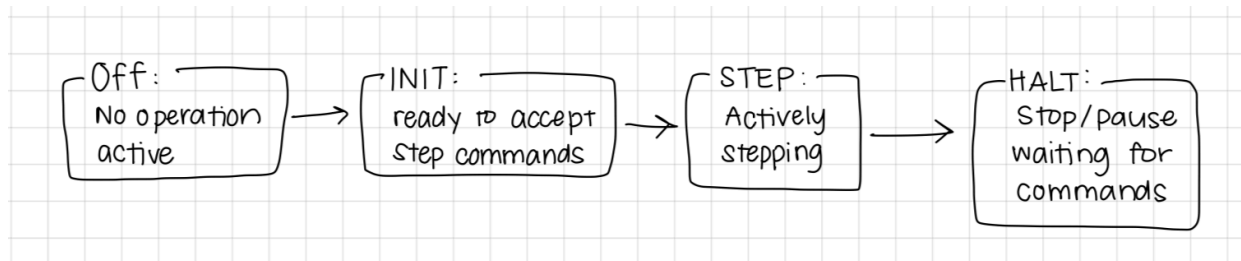 Off:
No operation
active
INIT:
ready to accept
step commands
STEP:
Actively
stepping
HALT:
Stop/pause
waiting for
commands